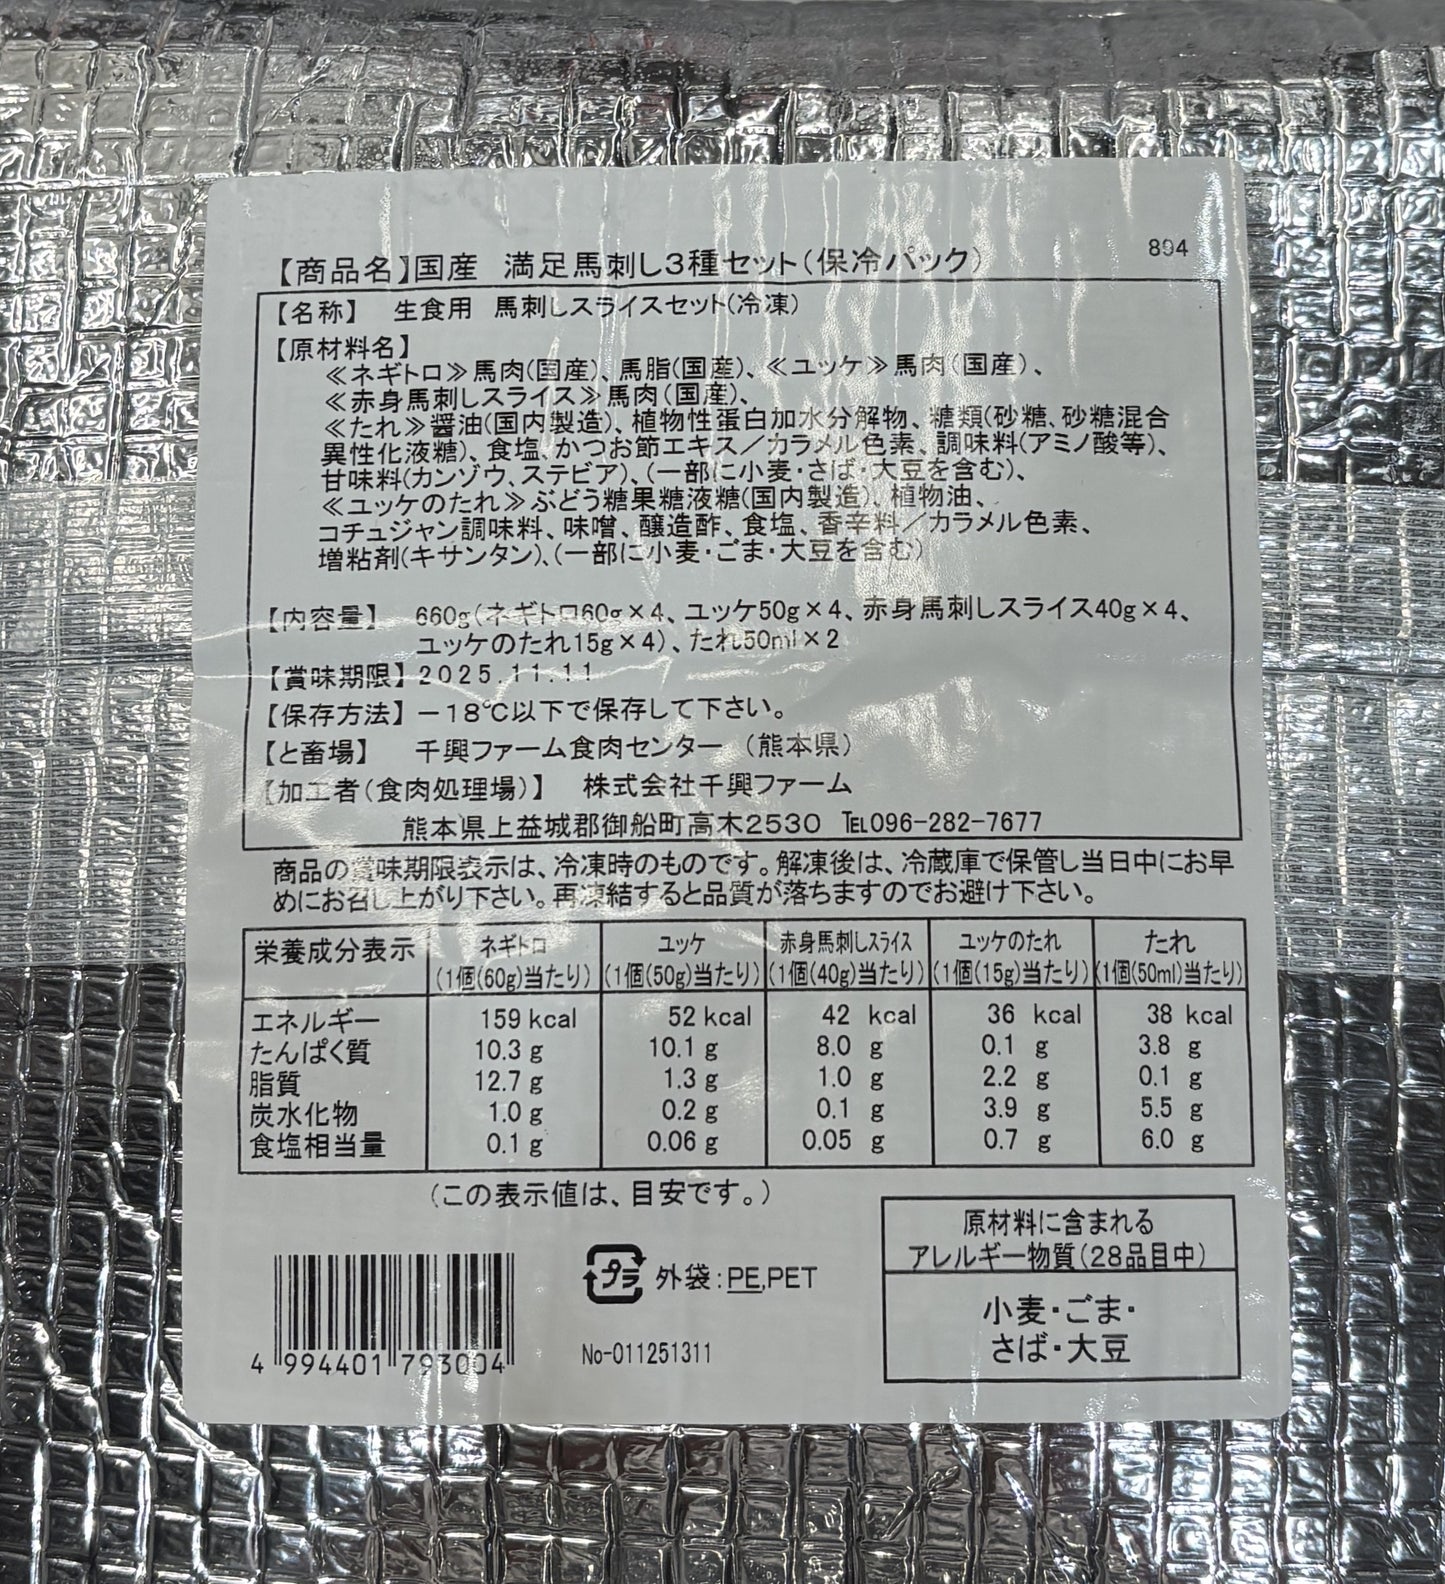 894
【商品名】国産 満足馬刺し3種セット(保冷パック)
【名称】 生食用 馬刺しスライスセット(冷凍)
【原材料名】
≪ネギトロ≫馬肉(国産)、馬脂(国産)、≪ユッケ≫馬肉(国産)、
≪赤身馬刺しスライス≫馬肉(国産)、
≪たれ≫醤油(国内製造)、植物性蛋白加水分解物、糖類(砂糖、砂糖混合
異性化液糖)、食塩、かつお節エキス/カラメル色素、調味料(アミノ酸等)、
甘味料(カンゾウ、ステビア)、(一部に小麦・さば・大豆を含む)、
≪ユッケのたれ≫ぶどう糖果糖液糖(国内製造)、植物油、
コチュジャン調味料、味噌、醸造酢、食塩、香辛料/カラメル色素、
増粘剤(キサンタン)、(一部に小麦・ごま・大豆を含む)
【内容量】 660g(ネギトロ60g×4、ユッケ50g×4、赤身馬刺しスライス40g×4、
ユッケのたれ15g×4)、たれ50ml×2
【賞味期限】2025.11.11
【保存方法】-18℃以下で保存して下さい。
【と畜場】 千興ファーム食肉センター (熊本県)
【加工者(食肉処理場)】 株式会社千興ファーム
熊本県上益城郡御船町高木2530 TEL096-282-7677
商品の賞味期限表示は、冷凍時のものです。解凍後は、冷蔵庫で保管し当日中にお早
めにお召し上がり下さい。再凍結すると品質が落ちますのでお避け下さい。
栄養成分表示 ネギトロ ユッケ 赤身馬刺しスライス ユッケのたれ たれ
(1個(60g)当たり) (1個(50g)当たり) (1個(40g)当たり) (1個(15g)当たり) (1個(50ml)当たり)
エネルギー 159 kcal 52 kcal 42 kcal 36 kcal 38 kcal
たんぱく質 10.3 g 10.1 g 8.0 g 0.1 g 3.8 g
脂質 12.7 g 1.3 g 1.0 g 2.2 g 0.1 g
炭水化物 1.0 g 0.2 g 0.1 g 3.9 g 5.5 g
食塩相当量 0.1 g 0.06 g 0.05 g 0.7 g 6.0 g
(この表示値は、目安です。)
原材料に含まれる
アレルギー物質(28品目中)
小麦・ごま・
さば・大豆
プラ 外袋:PE,PET
No-011251311
4 994401 793004